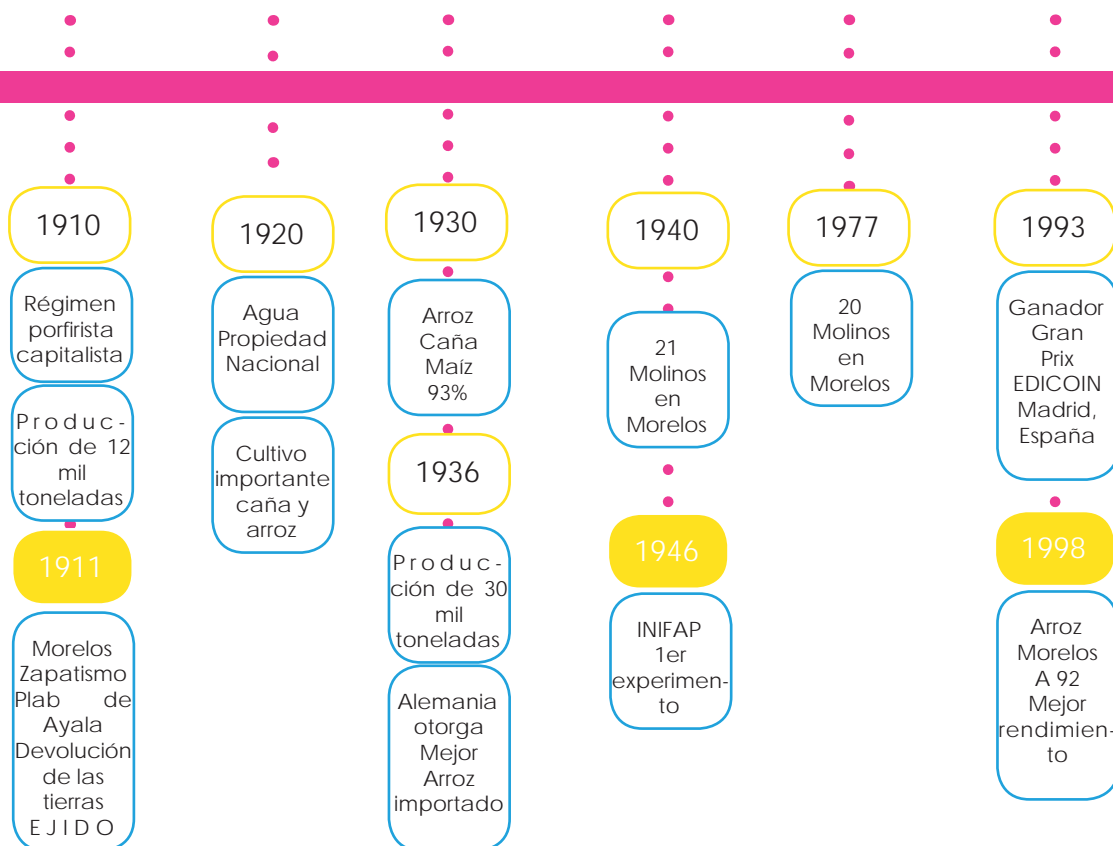 1910
Régimen
porfirista
capitalista
Produc-
ción de 12
mil
toneladas
1911
Morelos
Zapatismo
Plab de
Ayala
Devolución
de las
tierras
EJIDO
1920
Agua
Propiedad
Nacional
Cultivo
importante
caña y
arroz
1930
Arroz
Caña
Maíz
93%
1936
Produc-
ción de 30
mil
toneladas
Alemania
otorga
Mejor
Arroz
importado
1940
21
Molinos
en
Morelos
1946
INIFAP
1er
experimen-
to
1977
20
Molinos
en
Morelos
1993
Ganador
Gran
Prix
EDICOIN
Madrid,
España
1998
Arroz
Morelos
A 92
Mejor
rendimien-
to